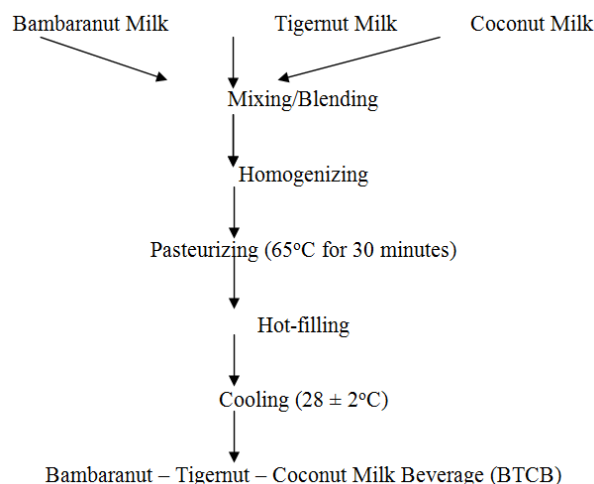 Bambaranut Milk Tigernut Milk Coconut Milk
Mixing/Blending
Homogenizing
Pasteurizing (65°C for 30 minutes)
Hot-filling
Cooling (28 ± 2°C)
Bambaranut – Tigernut – Coconut Milk Beverage (BTCB)